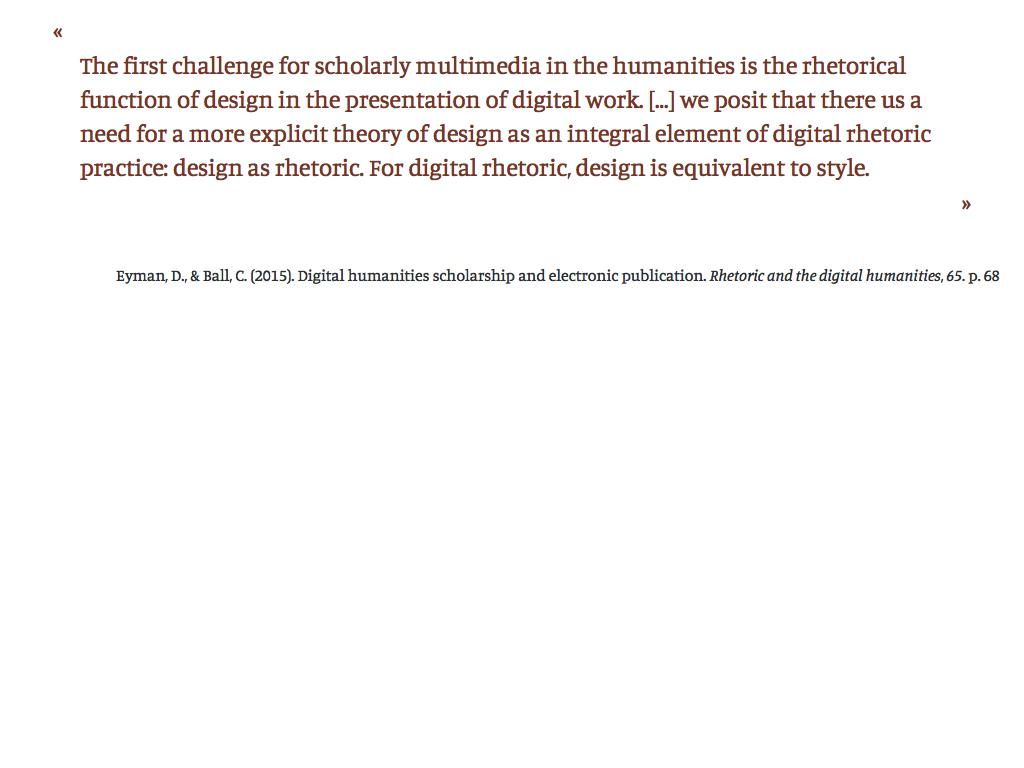 «
The first challenge for scholarly multimedia in the humanities is the rhetorical
function of design in the presentation of digital work. [...] we posit that there us a
need for a more explicit theory of design as an integral element of digital rhetoric
practice: design as rhetoric. For digital rhetoric, design is equivalent to style.
»
Eyman, D., & Ball, C. (2015). Digital humanities scholarship and electronic publication. Rhetoric and the digital humanities, 65. p. 68